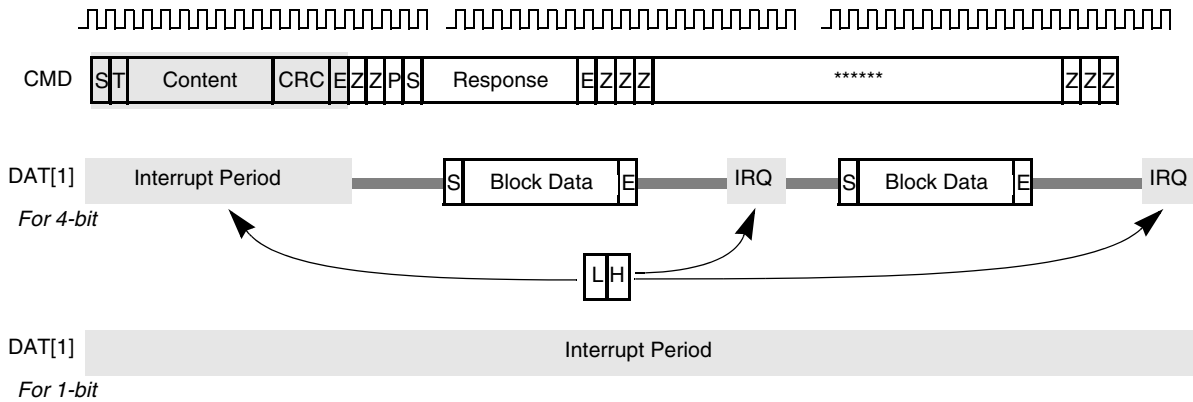 CMD S T Content CRC E Z Z P S Response E Z Z Z ****** Z Z Z
DAT[1] Interrupt Period S Block Data E IRQ S Block Data E IRQ
For 4-bit
L H
DAT[1] Interrupt Period
For 1-bit